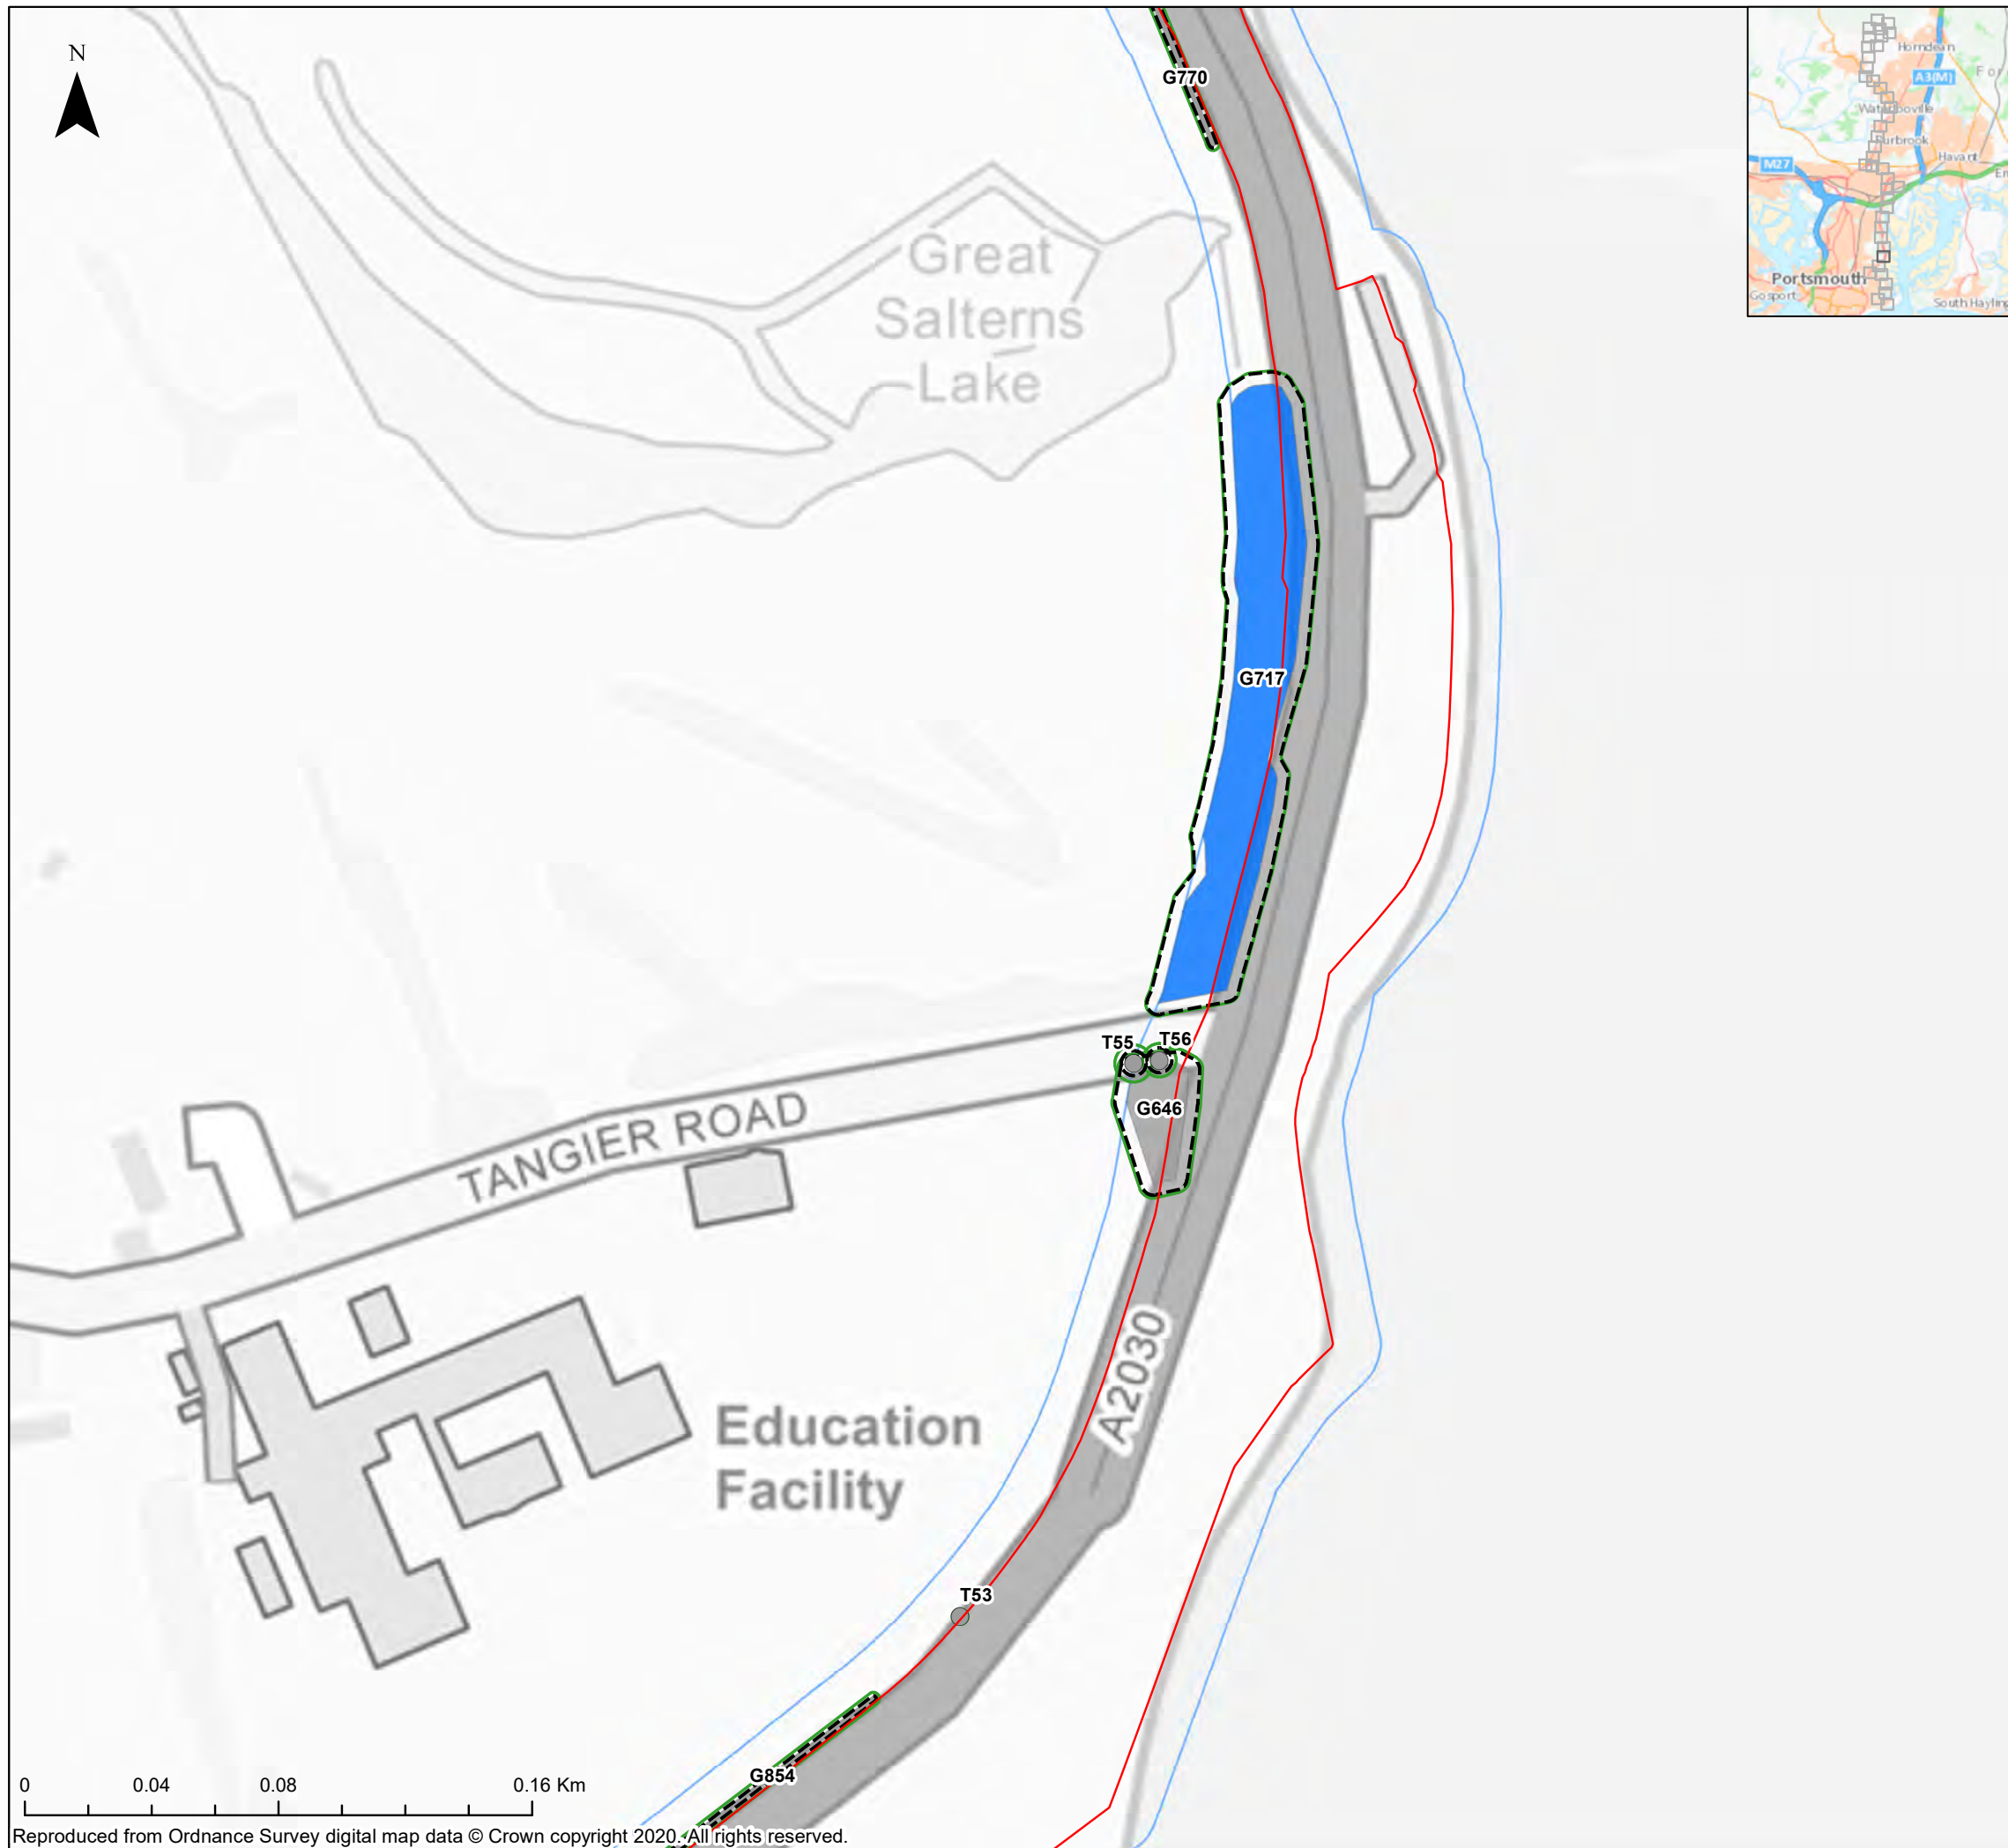 N
G770
Great
Salterns
Lake
G717
T55
T56
G646
TANGIER ROAD
A2030
Education
Facility
T53
G854
0 0.04 0.08 0.16 Km
Reproduced from Ordnance Survey digital map data © Crown copyright 2020. All rights reserved.
Horndean
A3(M)
Waterlooville
Purbrook
Havant
M27
Portsmouth
Gosport
South Hayling